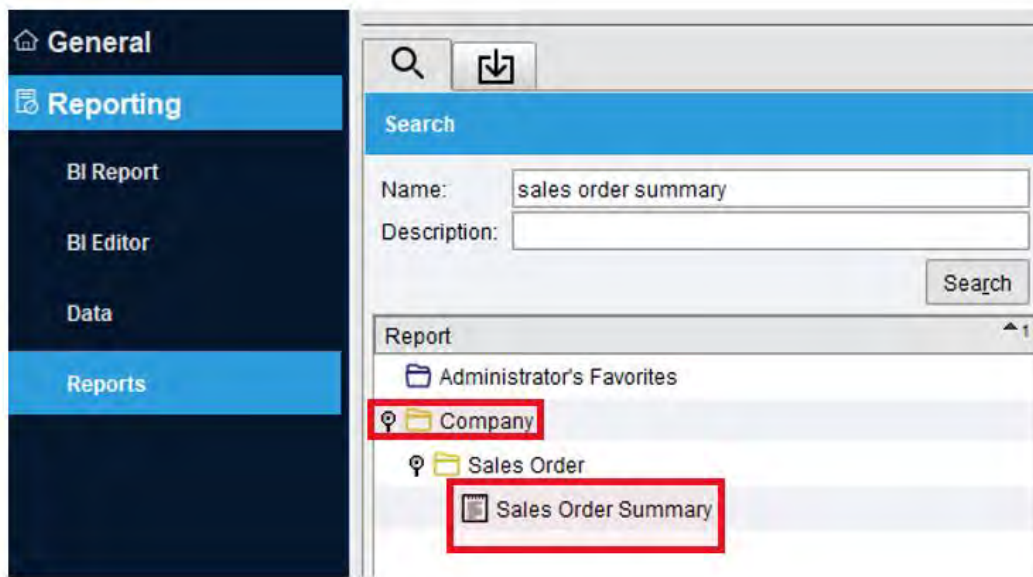 General
Reporting
BI Report
BI Editor
Data
Reports
Search
Name: sales order summary
Description:
Search
Report 1
Administrator's Favorites
Company
Sales Order
Sales Order Summary